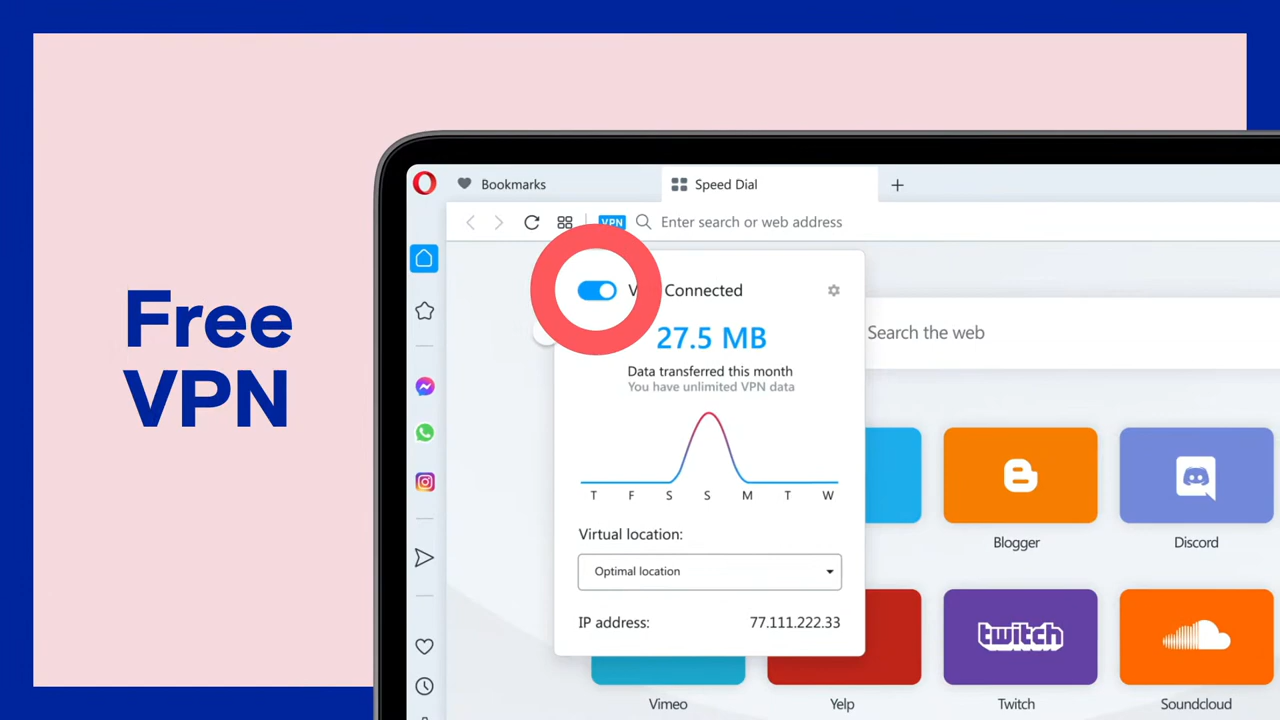 Free
VPN
Bookmarks
Speed Dial
VPN
Enter search or web address
Connected
27.5 MB
Data transferred this month
You have unlimited VPN data
T F S S M T W
Virtual location:
Optimal location
IP address: 77.111.222.33
Search the web
Blogger
Discord
twitch
Vimeo
Yelp
Twitch
Soundcloud